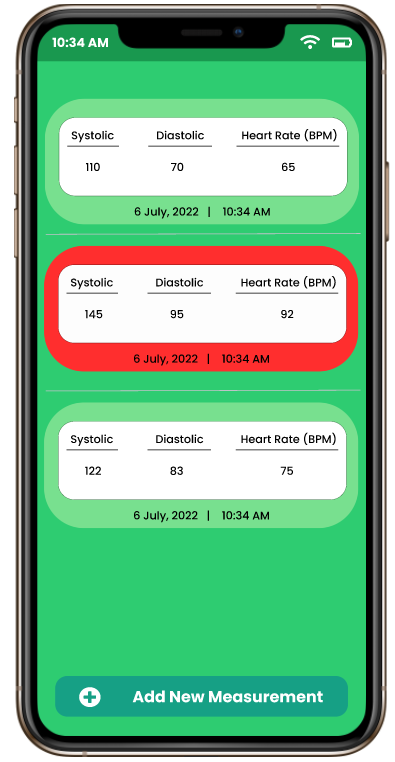 10:34 AM
Systolic Diastolic Heart Rate (BPM)
110 70 65
6 July, 2022 | 10:34 AM
Systolic Diastolic Heart Rate (BPM)
145 95 92
6 July, 2022 | 10:34 AM
Systolic Diastolic Heart Rate (BPM)
122 83 75
6 July, 2022 | 10:34 AM
Add New Measurement